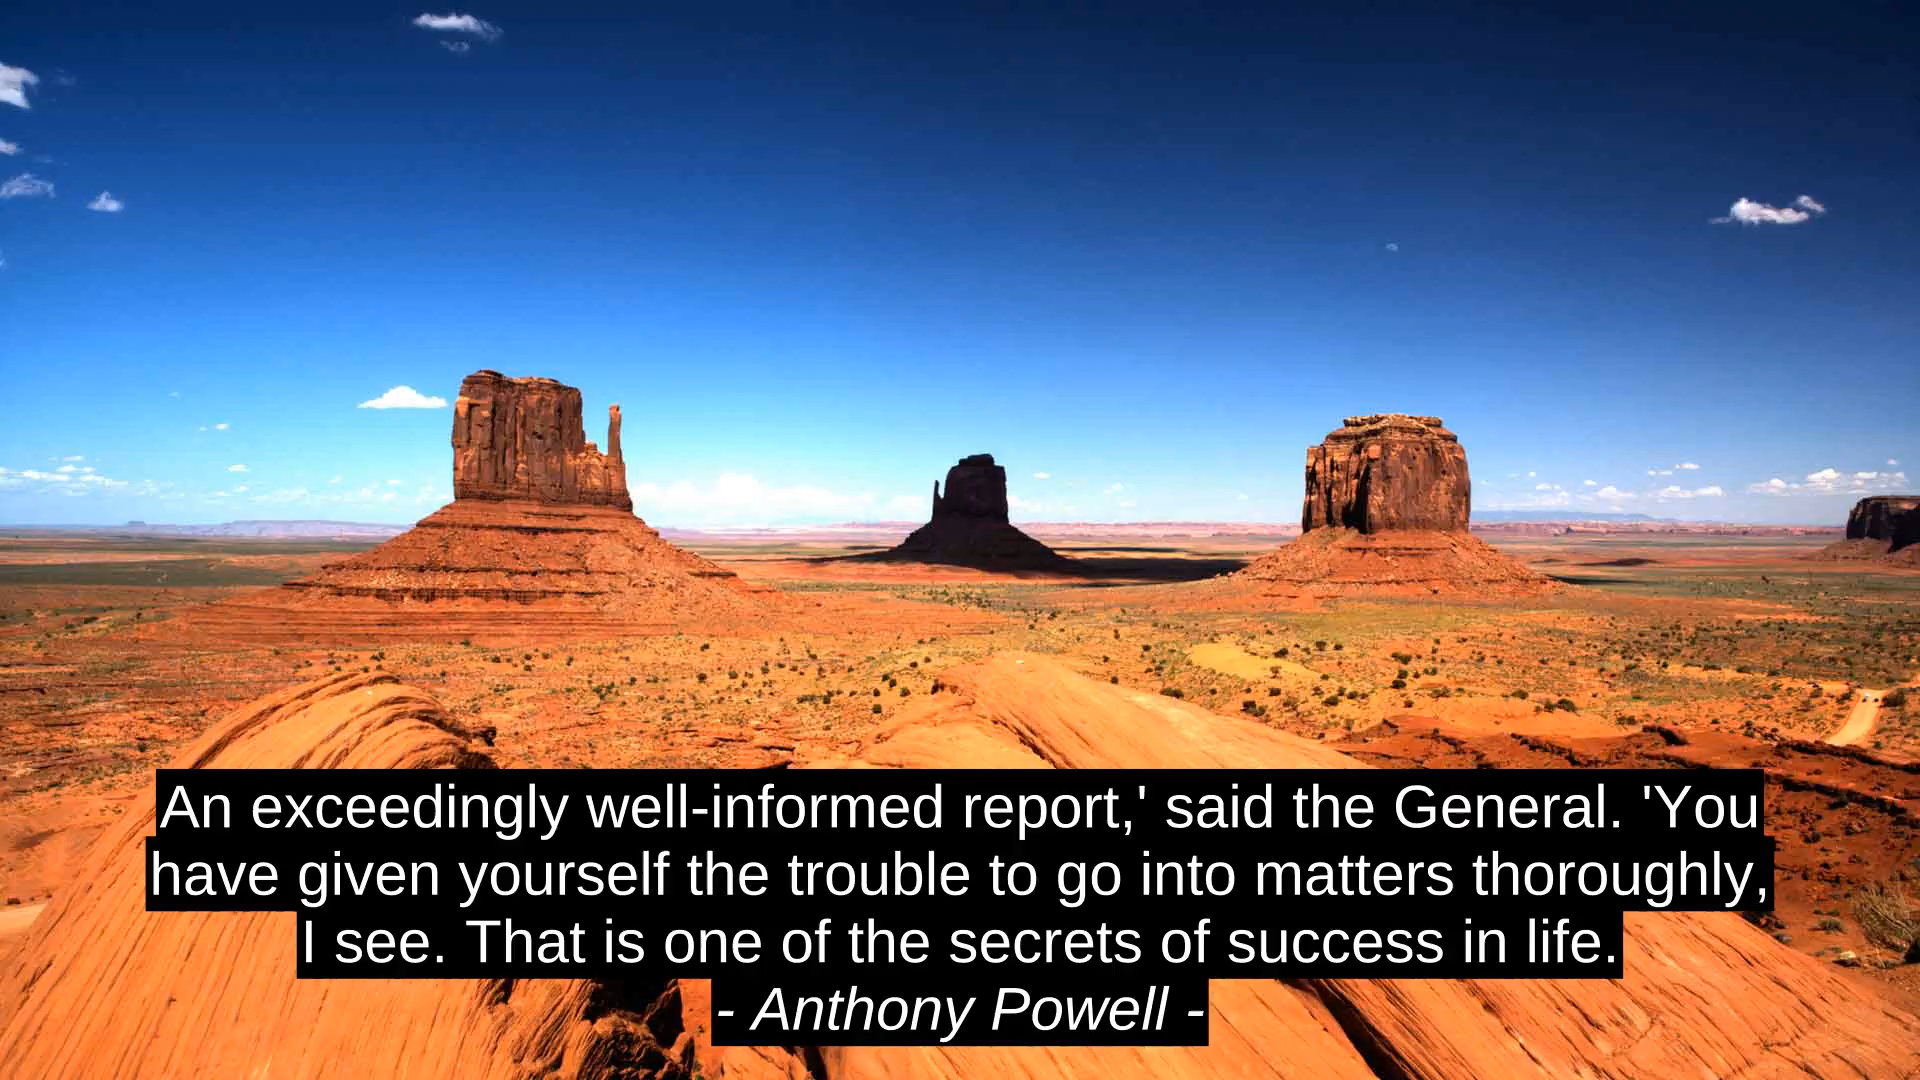 An exceedingly well-informed report,' said the General. 'You
have given yourself the trouble to go into matters thoroughly,
I see. That is one of the secrets of success in life.
- Anthony Powell -